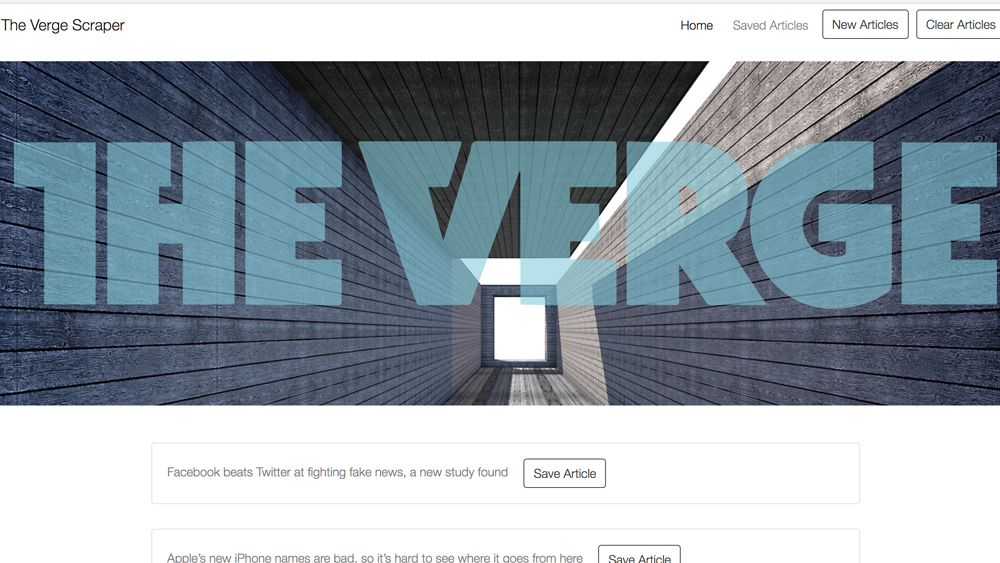 The Verge Scraper Home Saved Articles New Articles Clear Articles
THE VERGE
Facebook beats Twitter at fighting fake news, a new study found Save Article
Apple's new iPhone names are bad, so it's hard to see where it goes from here Save Article